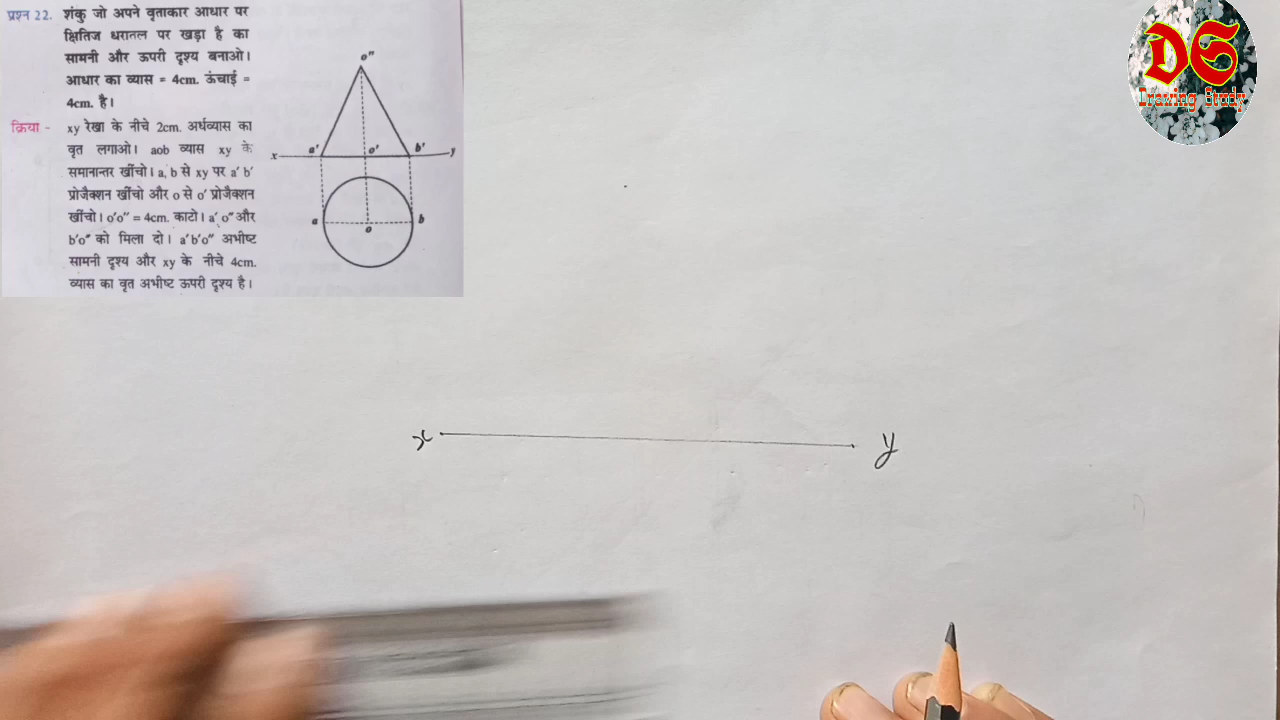 प्रश्न 22. शंकु जो अपने वृताकार आधार पर
क्षितिज धरातल पर खड़ा है का
सामनी और ऊपरी दृश्य बनाओ।
आधार का व्यास = 4cm. ऊंचाई =
4cm. है।
क्रिया - xy रेखा के नीचे 2cm. अर्धव्यास का
वृत लगाओ। aob व्यास xy के
समानान्तर खींचो। a, b से xy पर a' b'
प्रोजैक्शन खींचो और o से o' प्रोजैक्शन
खींचो। o'o'' = 4cm. काटो। a' o'' और
b'o'' को मिला दो। a'b'o'' अभीष्ट
सामनी दृश्य और xy के नीचे 4cm.
व्यास का वृत अभीष्ट ऊपरी दृश्य है।
o''
x a' o' b' y
a o b
DS
Drawing Study
x y